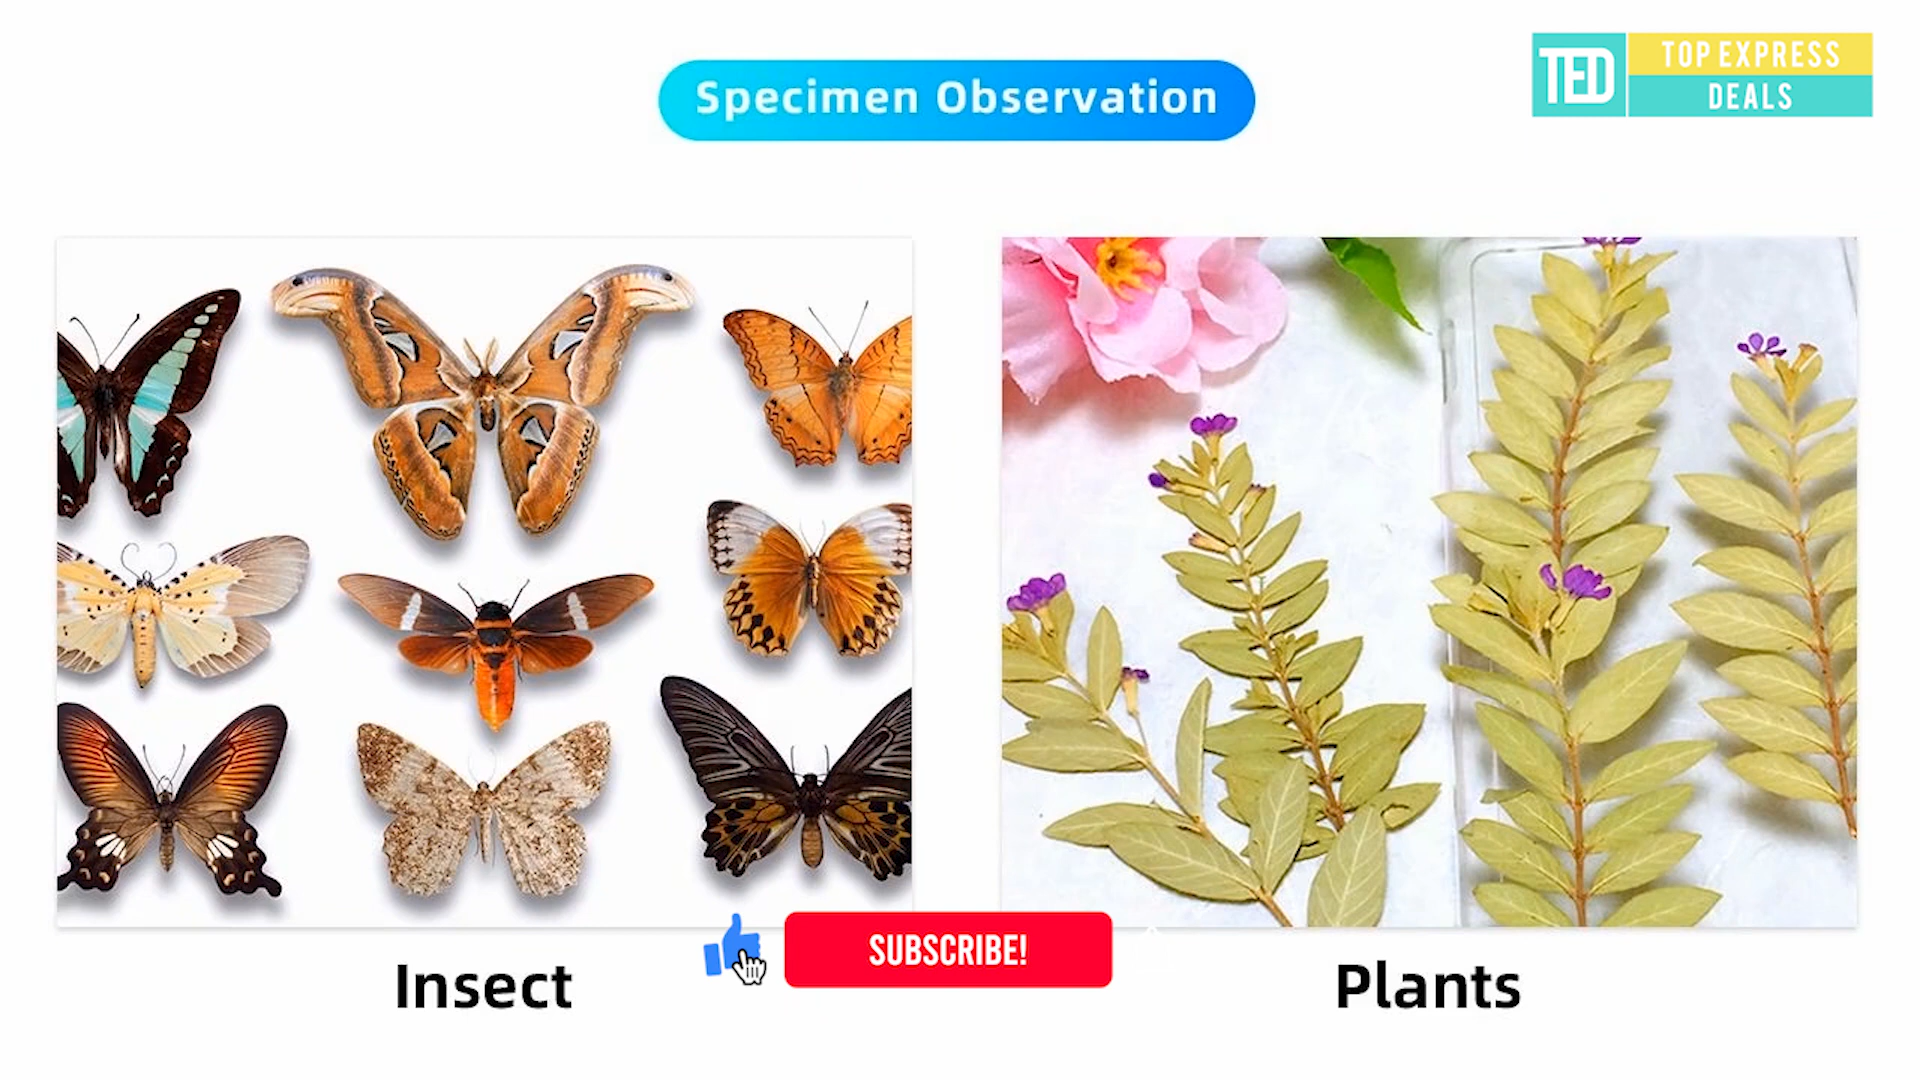 Specimen Observation
TED
TOP EXPRESS
DEALS
SUBSCRIBE!
Insect
Plants